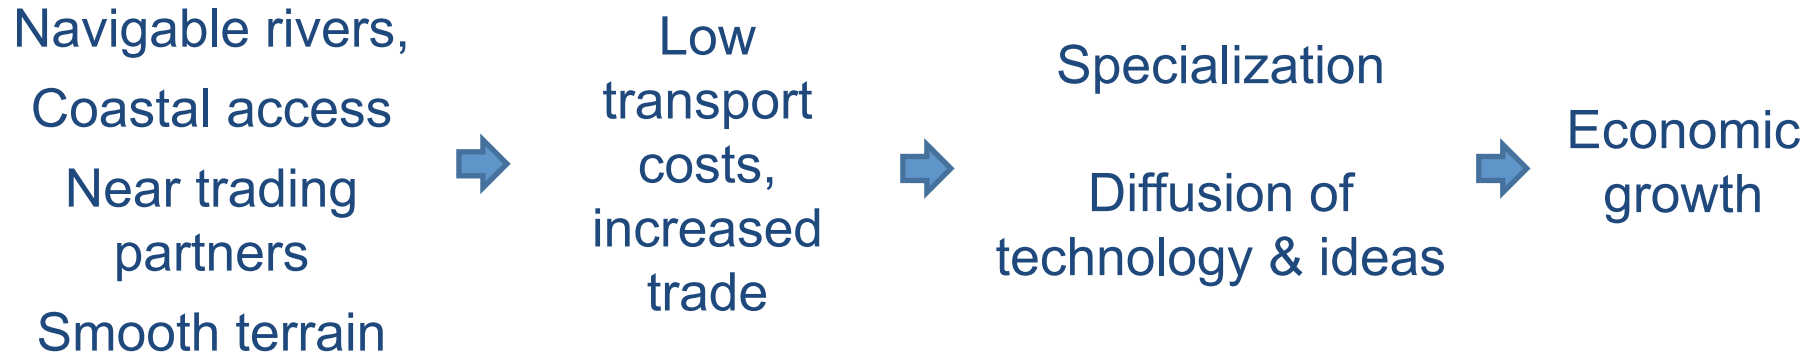 Navigable rivers,
Coastal access
Near trading
partners
Smooth terrain
Low
transport
costs,
increased
trade
Specialization
Diffusion of
technology & ideas
Economic
growth